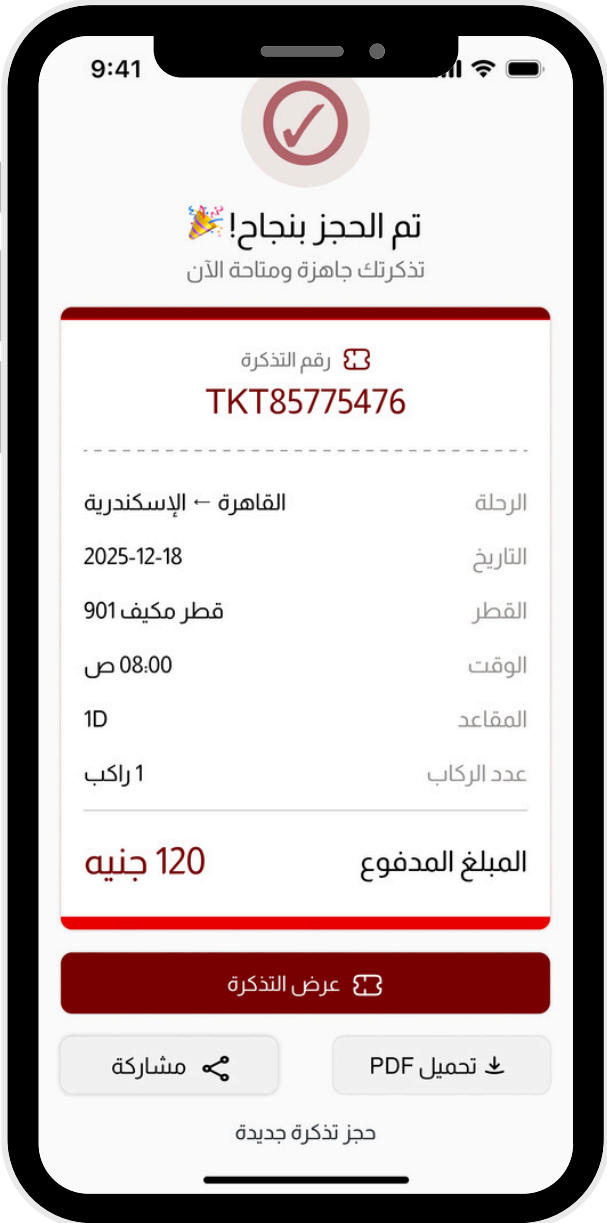 9:41
تم الحجز بنجاح! 🎉
تذكرتك جاهزة ومتاحة الآن
رقم التذكرة
TKT85775476
الرحلة القاهرة ← الإسكندرية
التاريخ 2025-12-18
القطر قطر مكيف 901
الوقت 08:00 ص
المقاعد 1D
عدد الركاب 1 راكب
المبلغ المدفوع 120 جنيه
عرض التذكرة
تحميل PDF
مشاركة
حجز تذكرة جديدة